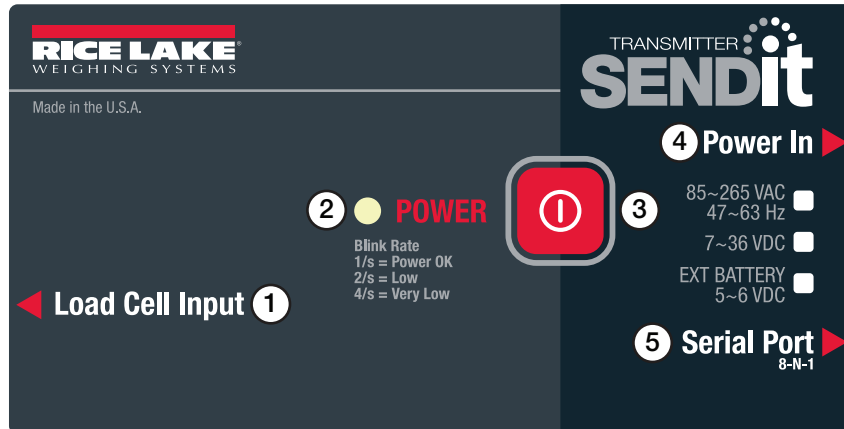 RICE LAKE®
WEIGHING SYSTEMS
Made in the U.S.A.
TRANSMITTER
SENDit
4 Power In
85~265 VAC
47~63 Hz
7~36 VDC
EXT BATTERY
5~6 VDC
2 POWER 3
Blink Rate
1/s = Power OK
2/s = Low
4/s = Very Low
Load Cell Input 1
5 Serial Port
8-N-1